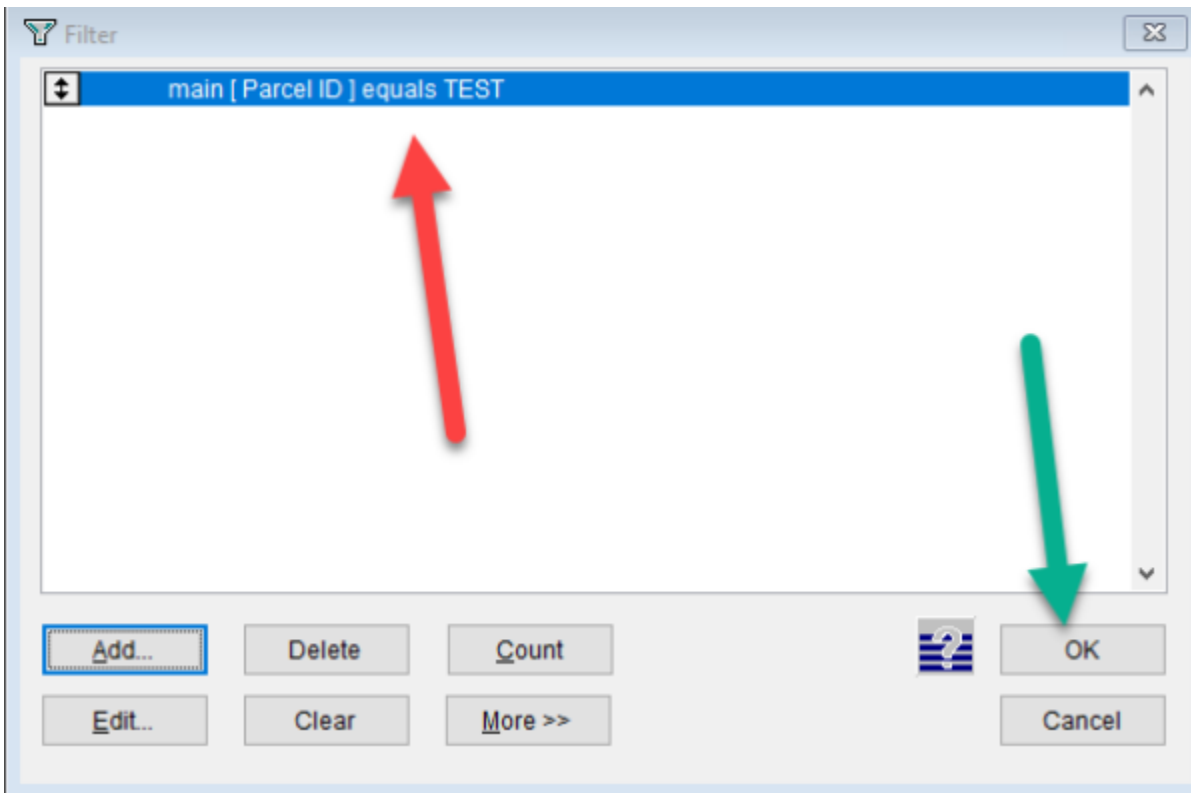 Filter
main [ Parcel ID ] equals TEST
Add... Delete Count OK
Edit... Clear More >> Cancel